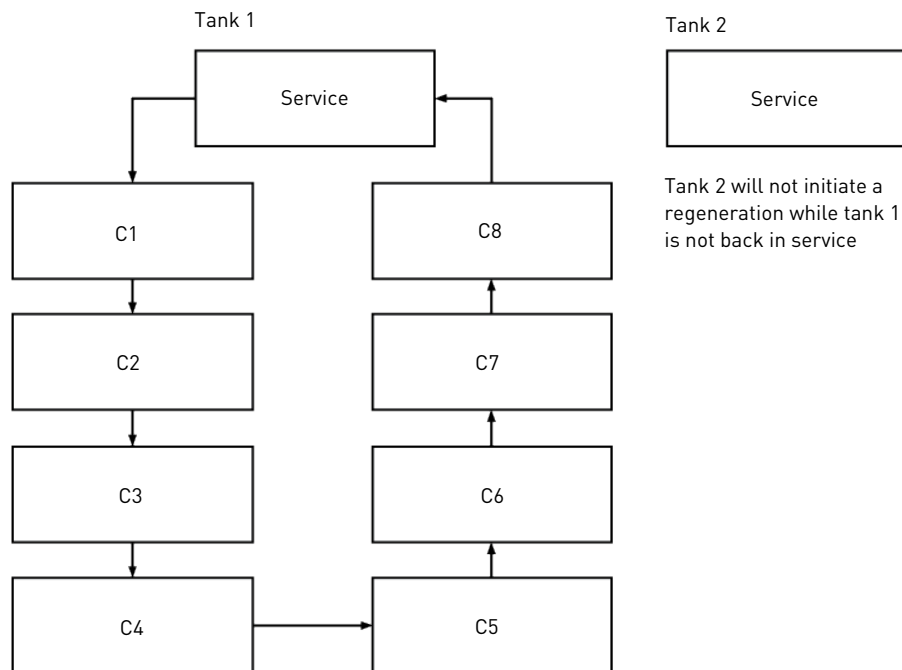 Tank 1
Tank 2
Service
Service
Tank 2 will not initiate a
regeneration while tank 1
is not back in service
C1
C8
C2
C7
C3
C6
C4
C5